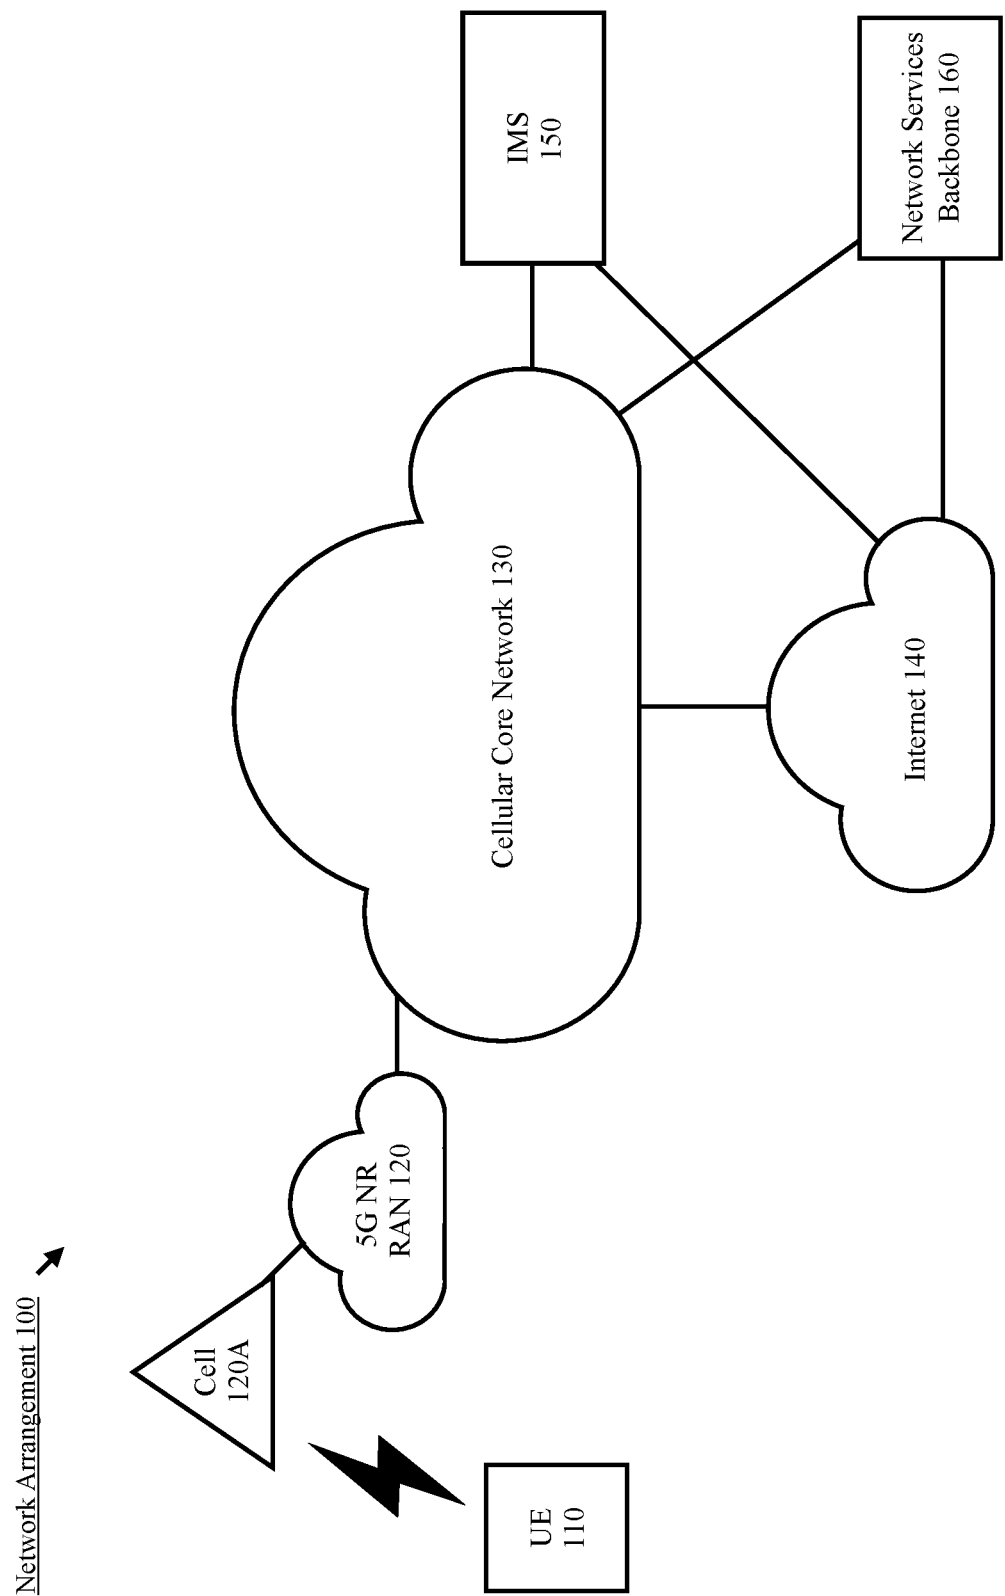 Network Arrangement 100
Cell
120A
UE
110
5G NR
RAN 120
Cellular Core Network 130
IMS
150
Internet 140
Network Services
Backbone 160